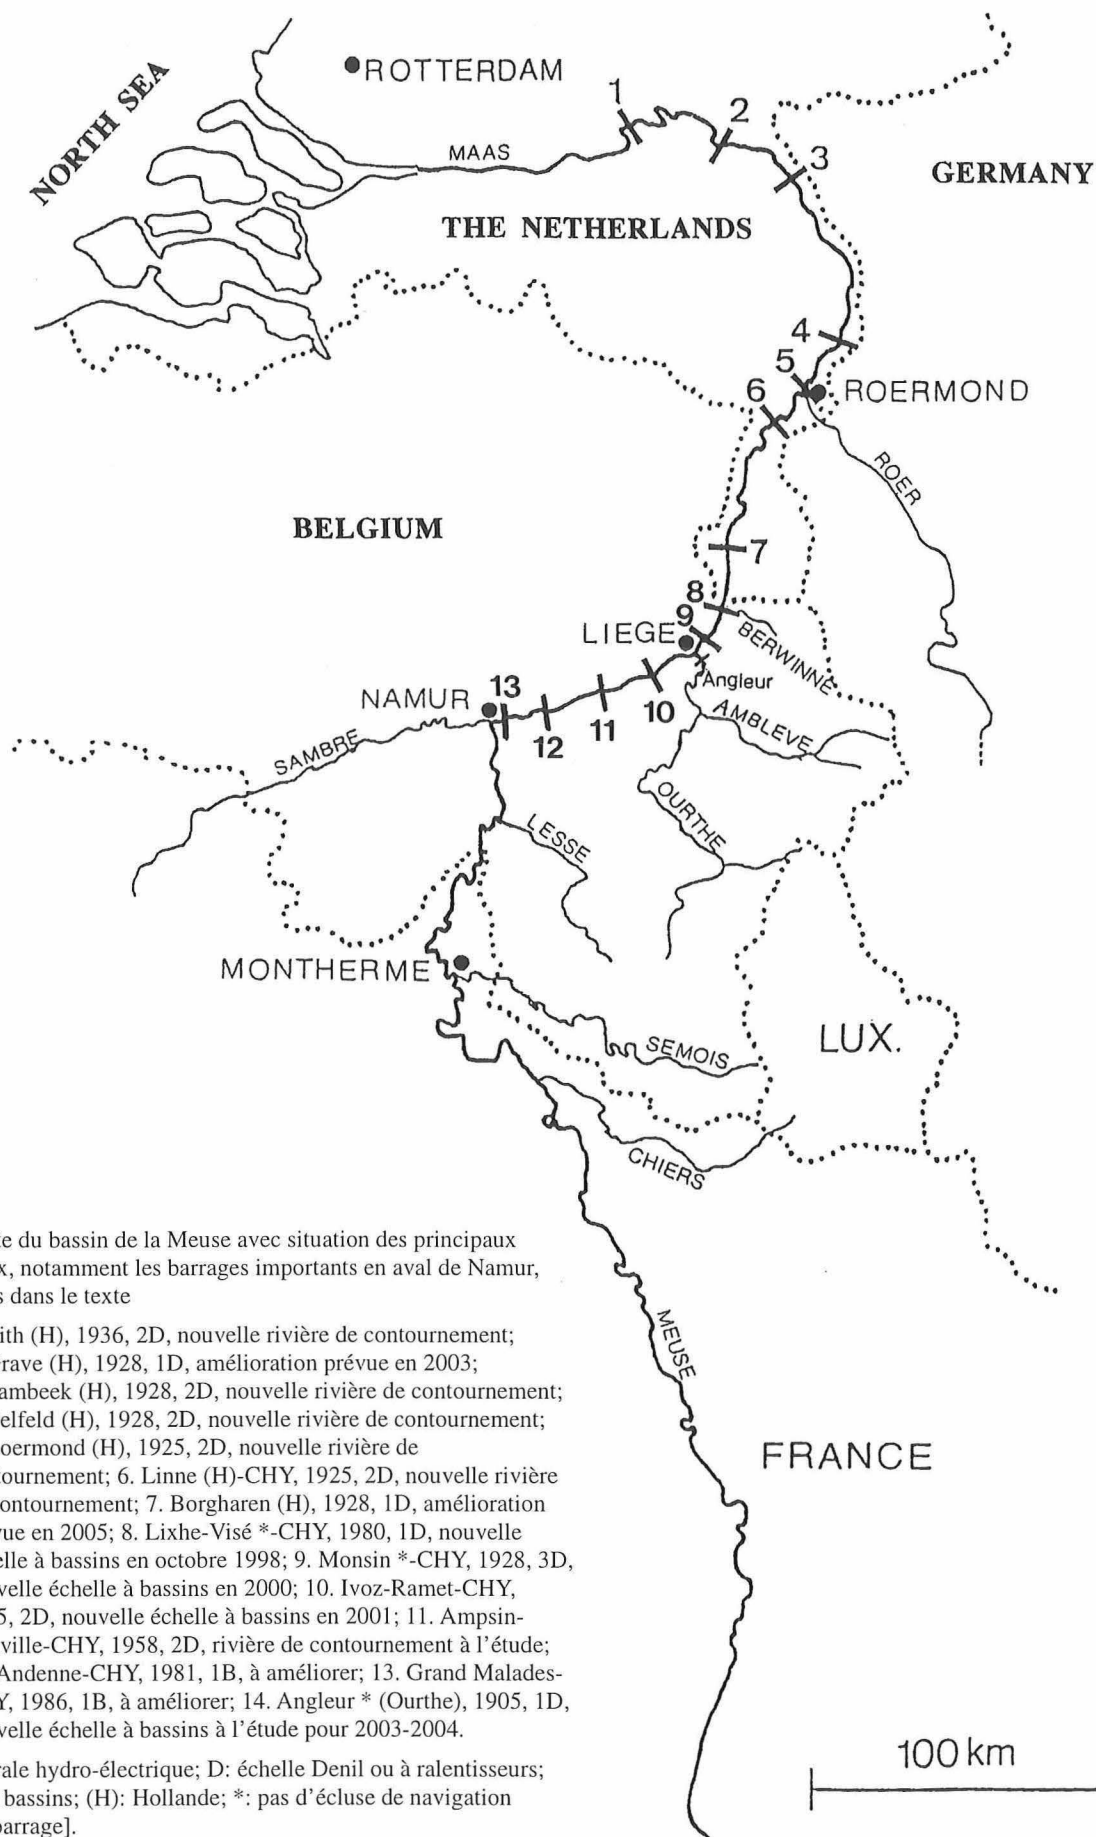 ROTTERDAM
NORTH SEA
1
2
3
MAAS
GERMANY
THE NETHERLANDS
4
5
6
ROERMOND
ROER
BELGIUM
7
8
9
LIEGE
BERWINNE
Angleur
NAMUR
13
12
11
10
AMBLEVE
SAMBRE
OURTHE
LESSE
MONTHERME
SEMOIS
LUX.
CHIERS
MEUSE
FRANCE
100 km
te du bassin de la Meuse avec situation des principaux
x, notamment les barrages importants en aval de Namur,
s dans le texte
ith (H), 1936, 2D, nouvelle rivière de contournement;
rave (H), 1928, 1D, amélioration prévue en 2003;
ambeek (H), 1928, 2D, nouvelle rivière de contournement;
elfeld (H), 1928, 2D, nouvelle rivière de contournement;
oermond (H), 1925, 2D, nouvelle rivière de
tournement; 6. Linne (H)-CHY, 1925, 2D, nouvelle rivière
contournement; 7. Borgharen (H), 1928, 1D, amélioration
vue en 2005; 8. Lixhe-Visé *-CHY, 1980, 1D, nouvelle
elle à bassins en octobre 1998; 9. Monsin *-CHY, 1928, 3D,
velle échelle à bassins en 2000; 10. Ivoz-Ramet-CHY,
5, 2D, nouvelle échelle à bassins en 2001; 11. Ampsin-
ville-CHY, 1958, 2D, rivière de contournement à l'étude;
Andenne-CHY, 1981, 1B, à améliorer; 13. Grand Malades-
Y, 1986, 1B, à améliorer; 14. Angleur * (Ourthe), 1905, 1D,
velle échelle à bassins à l'étude pour 2003-2004.
rale hydro-électrique; D: échelle Denil ou à ralentisseurs;
bassins; (H): Hollande; *: pas d'écluse de navigation
barrage].